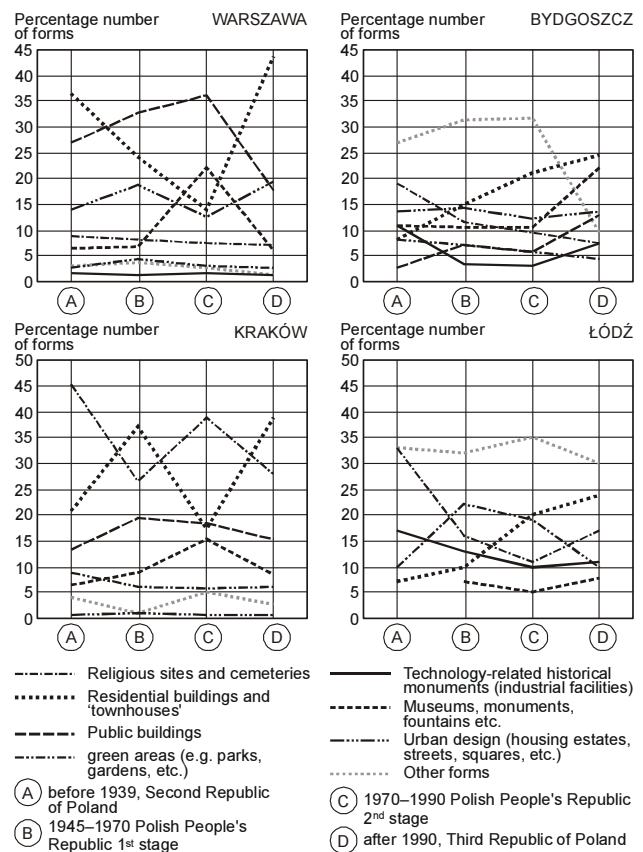 Percentage number
of forms
WARSZAWA
45
40
35
30
25
20
15
10
5
0
A
B
C
D
Percentage number
of forms
BYDGOSZCZ
45
40
35
30
25
20
15
10
5
0
A
B
C
D
Percentage number
of forms
KRAKÓW
50
45
40
35
30
25
20
15
10
5
0
A
B
C
D
Percentage number
of forms
ŁÓDŹ
50
45
40
35
30
25
20
15
10
5
0
A
B
C
D
Religious sites and cemeteries
Residential buildings and
'townhouses'
Public buildings
green areas (e.g. parks,
gardens, etc.)
A before 1939, Second Republic
of Poland
B 1945–1970 Polish People's
Republic 1st stage
Technology-related historical
monuments (industrial facilities)
Museums, monuments,
fountains etc.
Urban design (housing estates,
streets, squares, etc.)
Other forms
C 1970–1990 Polish People's Republic
2nd stage
D after 1990, Third Republic of Poland